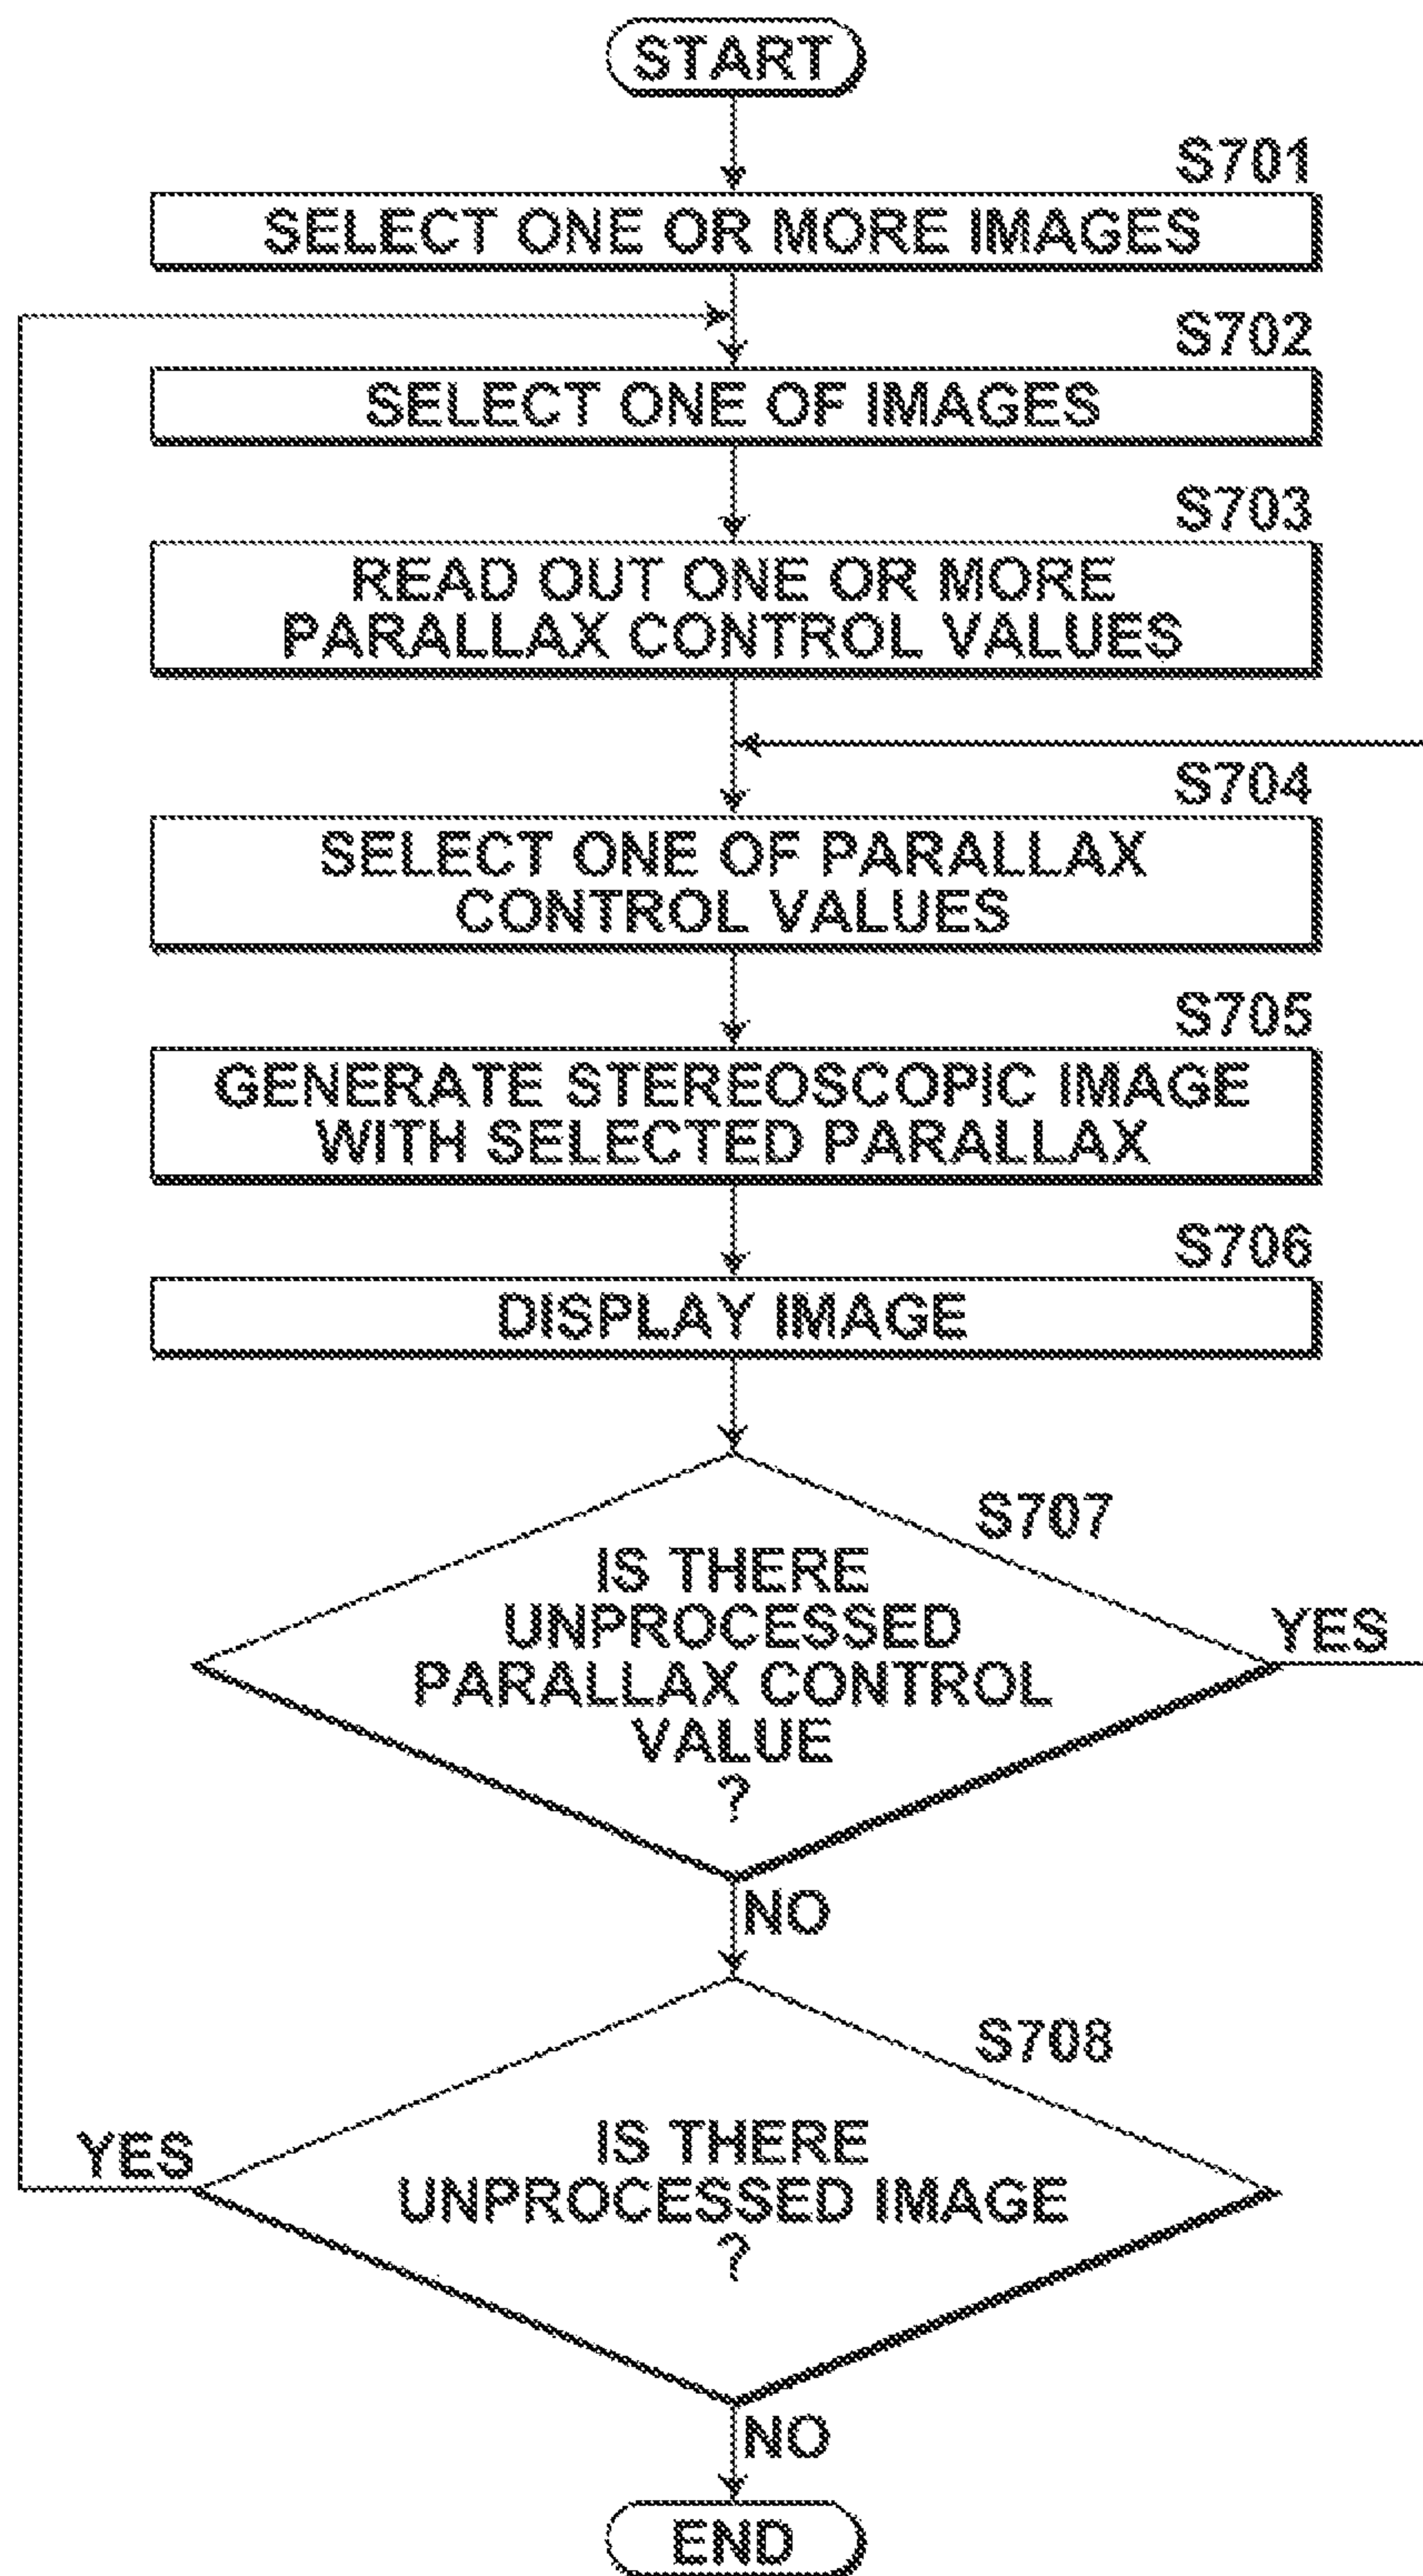 START
S701
SELECT ONE OR MORE IMAGES
S702
SELECT ONE OF IMAGES
S703
READ OUT ONE OR MORE
PARALLAX CONTROL VALUES
S704
SELECT ONE OF PARALLAX
CONTROL VALUES
S705
GENERATE STEREOSCOPIC IMAGE
WITH SELECTED PARALLAX
S706
DISPLAY IMAGE
S707
IS THERE
UNPROCESSED
PARALLAX CONTROL
VALUE
?
YES
NO
S708
IS THERE
UNPROCESSED IMAGE
?
YES
NO
END